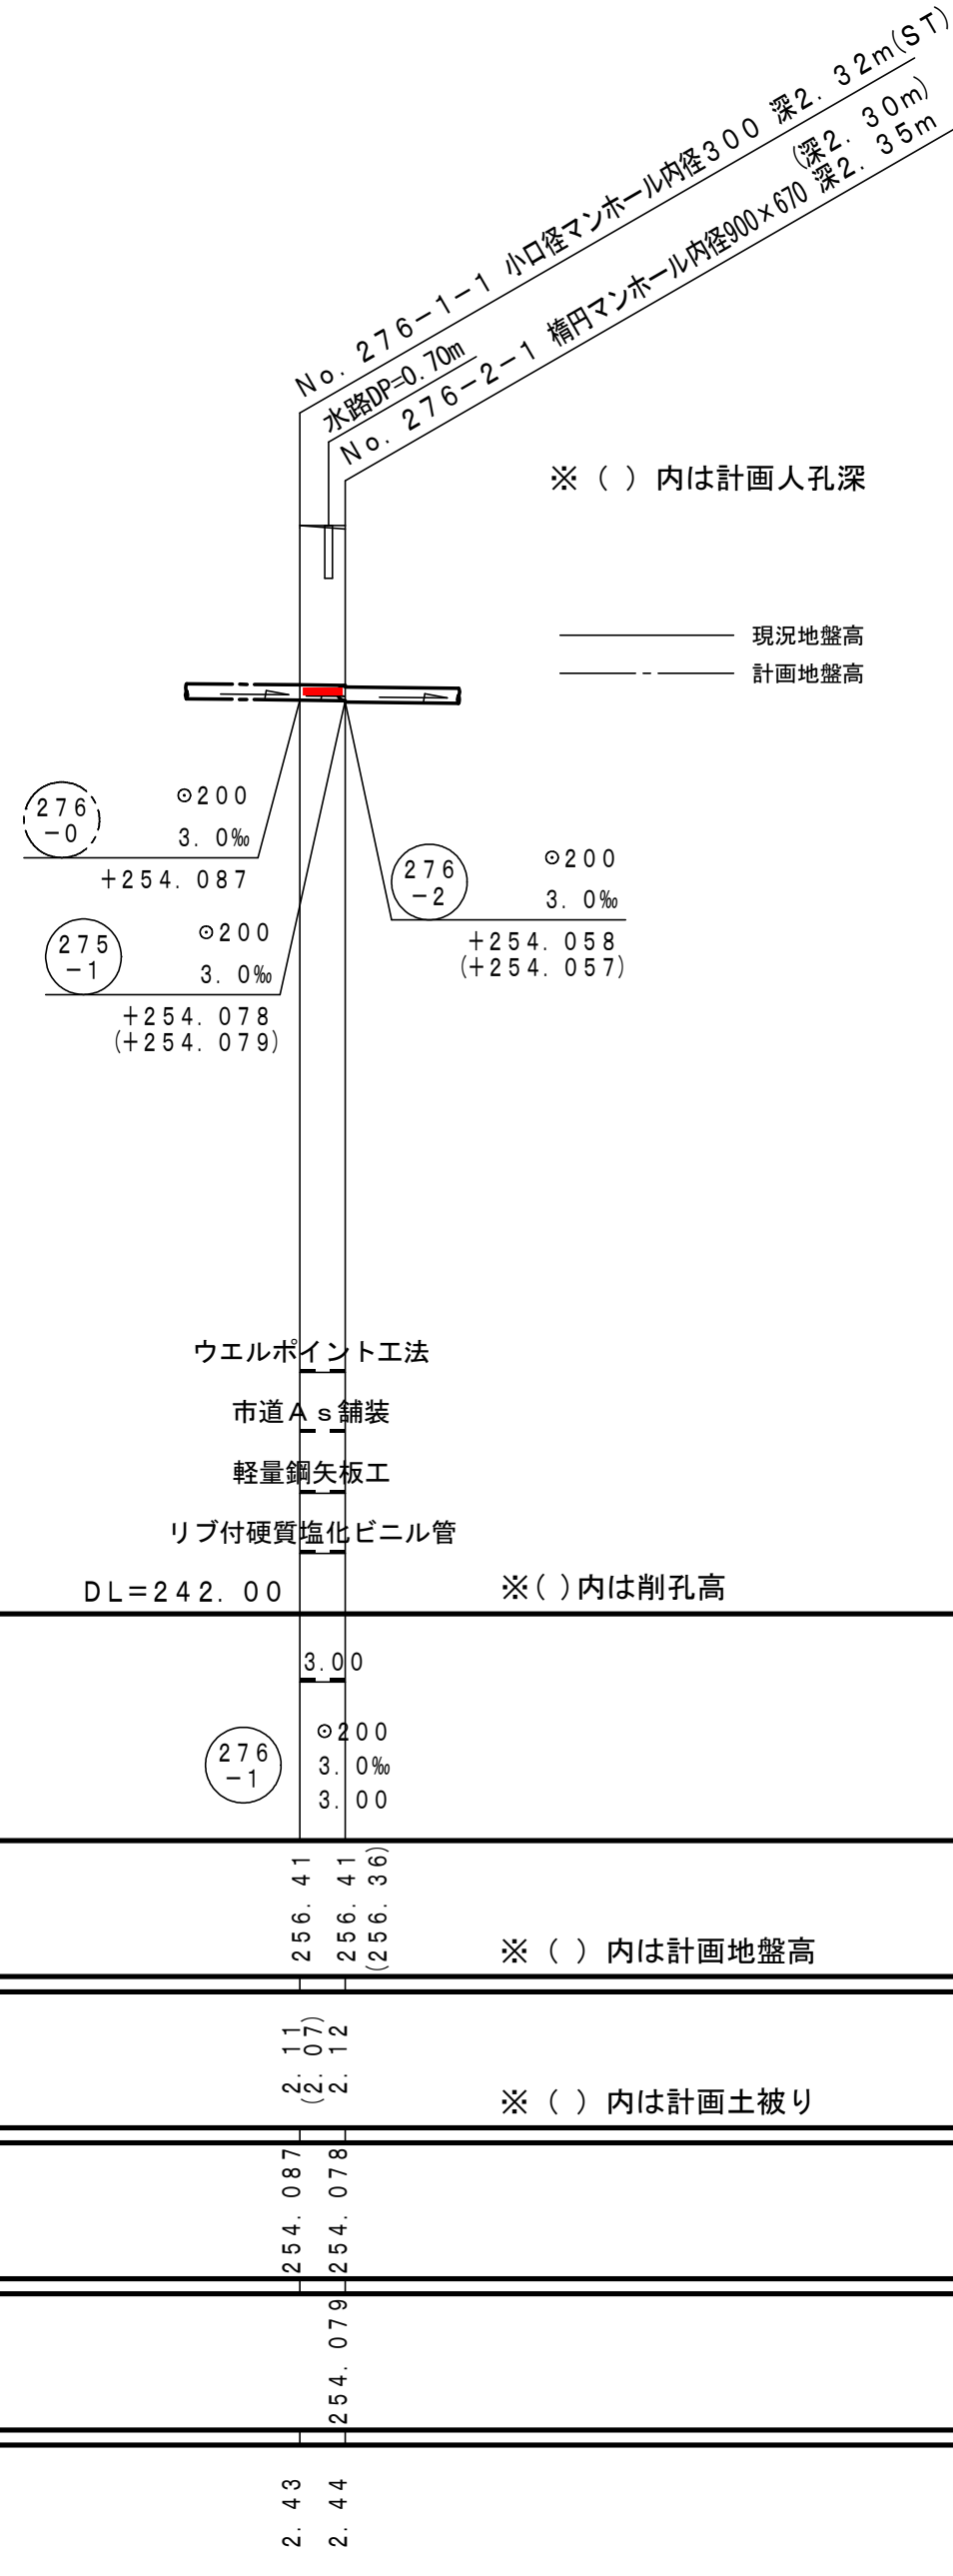 No. 276-1-1 小口径マンホール内径300 深2. 32m(ST)
水路DP=0.70m
(深2. 30m)
No. 276-2-1 楕円マンホール内径900×670 深2. 35m
※（ ）内は計画人孔深
現況地盤高
計画地盤高
276
-0
⊙200
3. 0‰
+254. 087
276
-2
⊙200
3. 0‰
+254. 058
(+254. 057)
275
-1
⊙200
3. 0‰
+254. 078
(+254. 079)
ウエルポイント工法
市道Ａｓ舗装
軽量鋼矢板工
リブ付硬質塩化ビニル管
DL=242. 00
※( )内は削孔高
3.00
276
-1
⊙200
3. 0‰
3. 00
256. 41
256. 41
(256. 36)
※（ ）内は計画地盤高
2. 11
(2. 07)
2. 12
※（ ）内は計画土被り
254. 087
254. 078
254. 079
2. 43
2. 44